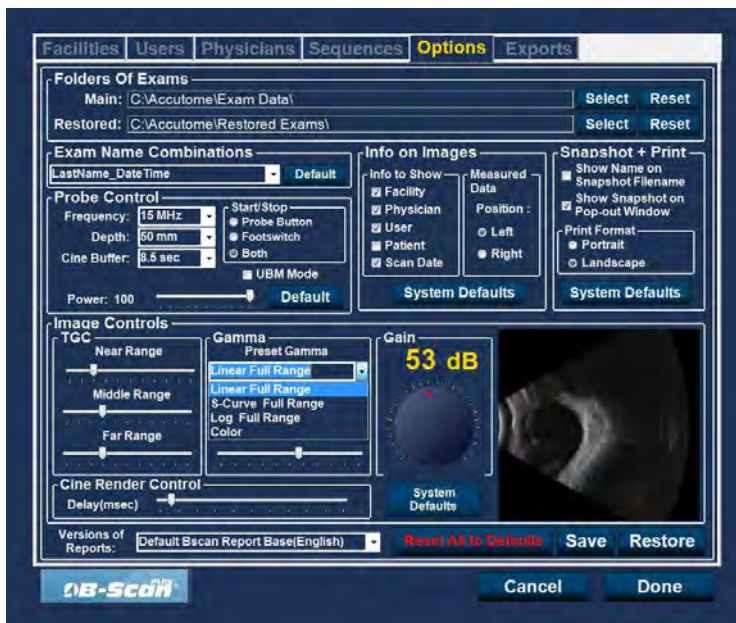 Facilities Users Physicians Sequences Options Exports
Folders Of Exams
Main: C:\Accutome\Exam Data\ Select Reset
Restored: C:\Accutome\Restored Exams\ Select Reset
Exam Name Combinations
LastName_DateTime Default
Probe Control
Frequency: 15 MHz
Depth: 50 mm
Cine Buffer: 8.5 sec
Start/Stop
Probe Button
Footswitch
Both
UBM Mode
Power: 100 Default
Info on Images
Info to Show
Facility
Physician
User
Patient
Scan Date
Measured
Data
Position :
Left
Right
System Defaults
Snapshot + Print
Show Name on
Snapshot Filename
Show Snapshot on
Pop-out Window
Print Format
Portrait
Landscape
System Defaults
Image Controls
TGC
Near Range
Middle Range
Far Range
Gamma
Preset Gamma
Linear Full Range
Linear Full Range
S-Curve Full Range
Log Full Range
Color
Gain
53 dB
System
Defaults
Cine Render Control
Delay(msec)
Versions of
Reports:
Default Bscan Report Base(English)
Reset All to Defaults Save Restore
B-Scan PLUS
Cancel Done